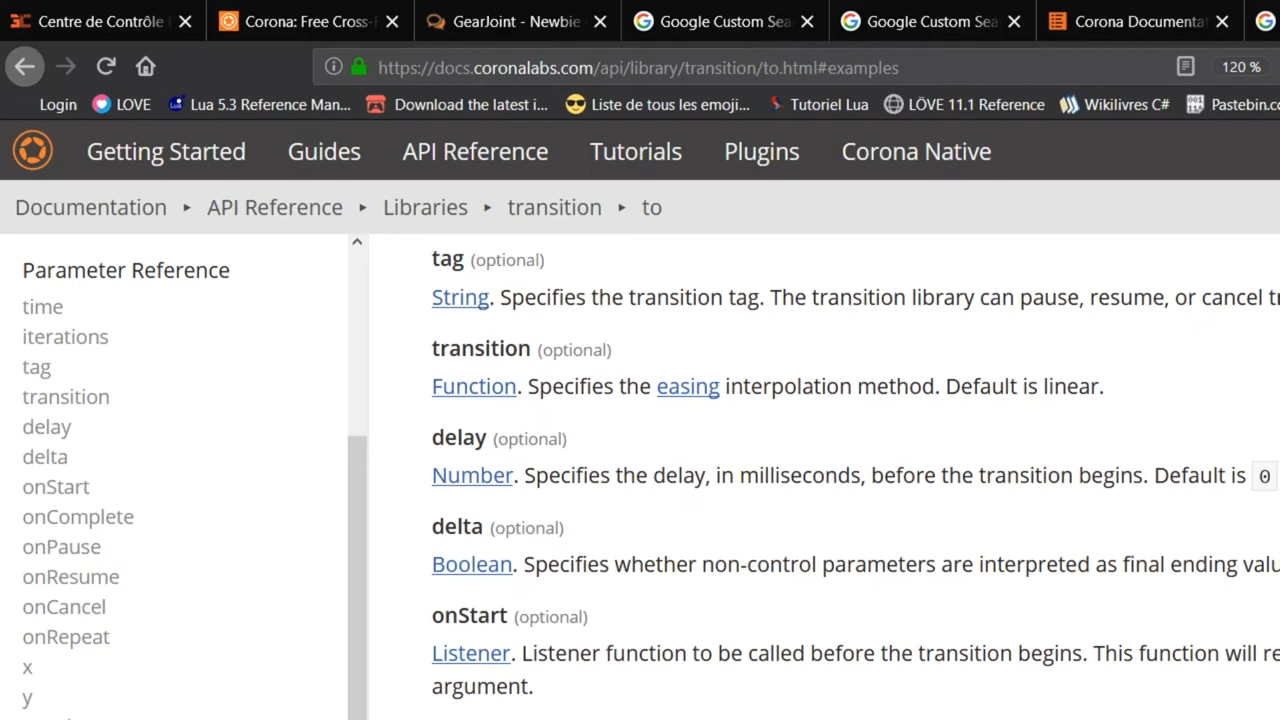 Centre de Contrôle
Corona: Free Cross-
GearJoint - Newbie
Google Custom Sea
Google Custom Sea
Corona Documenta
https://docs.coronalabs.com/api/library/transition/to.html#examples
120 %
Login
LOVE
Lua 5.3 Reference Man...
Download the latest i...
Liste de tous les emoji...
Tutoriel Lua
LÖVE 11.1 Reference
Wikilivres C#
Pastebin.co
Getting Started
Guides
API Reference
Tutorials
Plugins
Corona Native
Documentation ▸ API Reference ▸ Libraries ▸ transition ▸ to
Parameter Reference
time
iterations
tag
transition
delay
delta
onStart
onComplete
onPause
onResume
onCancel
onRepeat
x
y
tag (optional)
String. Specifies the transition tag. The transition library can pause, resume, or cancel
transition (optional)
Function. Specifies the easing interpolation method. Default is linear.
delay (optional)
Number. Specifies the delay, in milliseconds, before the transition begins. Default is 0
delta (optional)
Boolean. Specifies whether non-control parameters are interpreted as final ending valu
onStart (optional)
Listener. Listener function to be called before the transition begins. This function will re
argument.